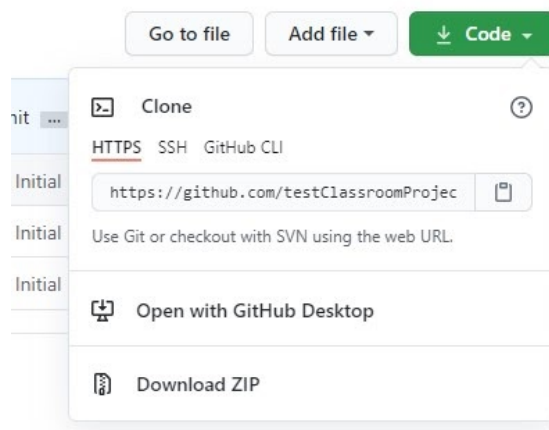 Go to file Add file Code
Clone
nit ...
HTTPS SSH GitHub CLI
Initial
https://github.com/testClassroomProjec
Initial
Use Git or checkout with SVN using the web URL.
Initial
Open with GitHub Desktop
Download ZIP